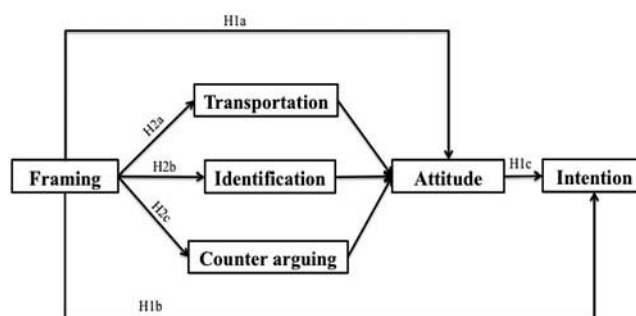 H1a
Transportation
H2a
H2b
H1c
Framing
Identification
Attitude
Intention
H2c
Counter arguing
H1b